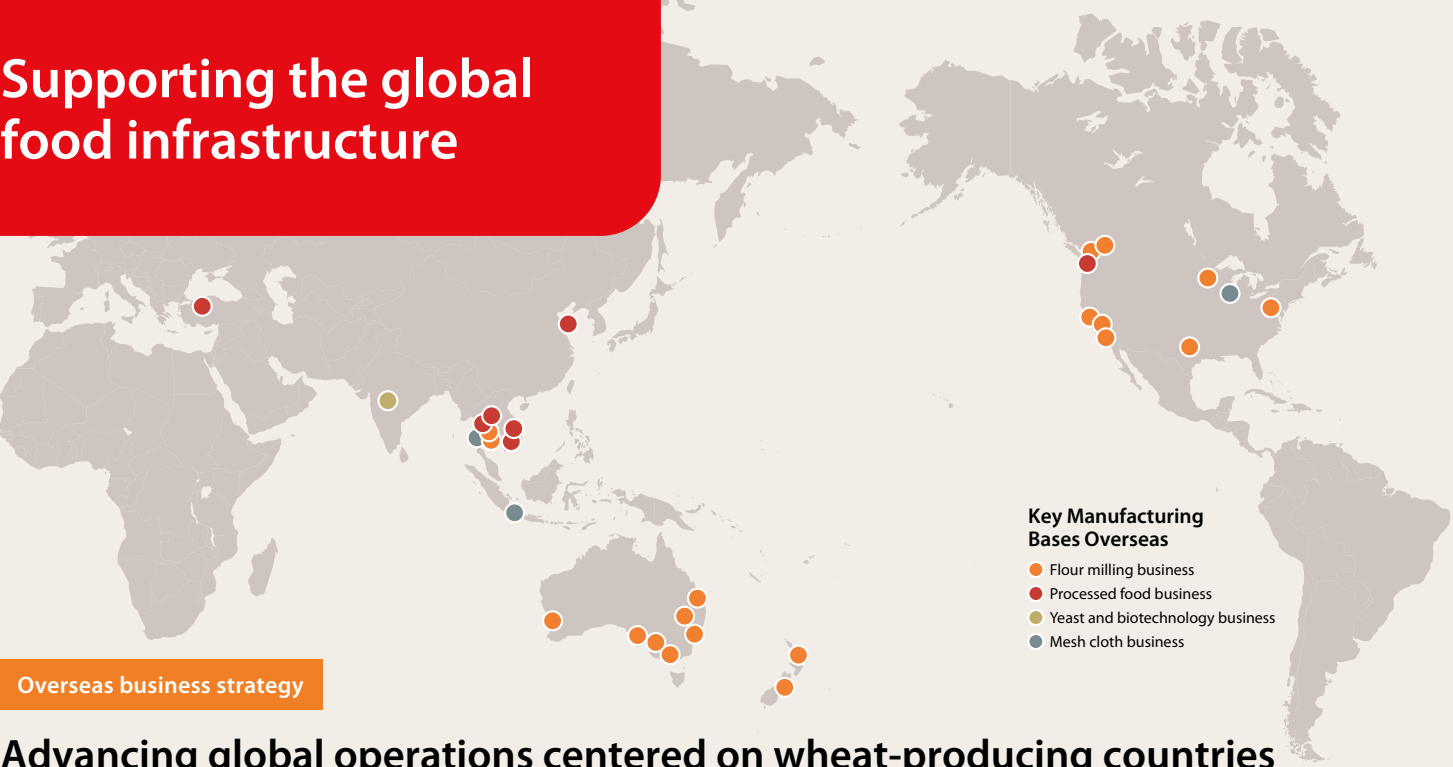 Supporting the global
food infrastructure
Key Manufacturing
Bases Overseas
Flour milling business
Processed food business
Yeast and biotechnology business
Mesh cloth business
Overseas business strategy
Advancing global operations centered on wheat-producing countries